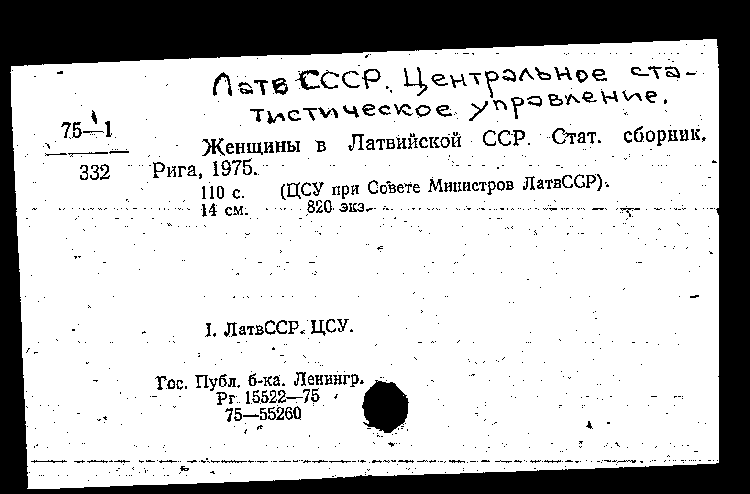 Латв СССР. Центральное ста-
тистическое управление.
75—1
Женщины в Латвийской ССР. Стат. сборник.
332 Рига, 1975.
110 с. (ЦСУ при Совете Министров ЛатвССР).
14 см. 820 экз.
I. ЛатвССР. ЦСУ.
Гос. Публ. б-ка. Ленингр.
Рг 15522—75
75—55260